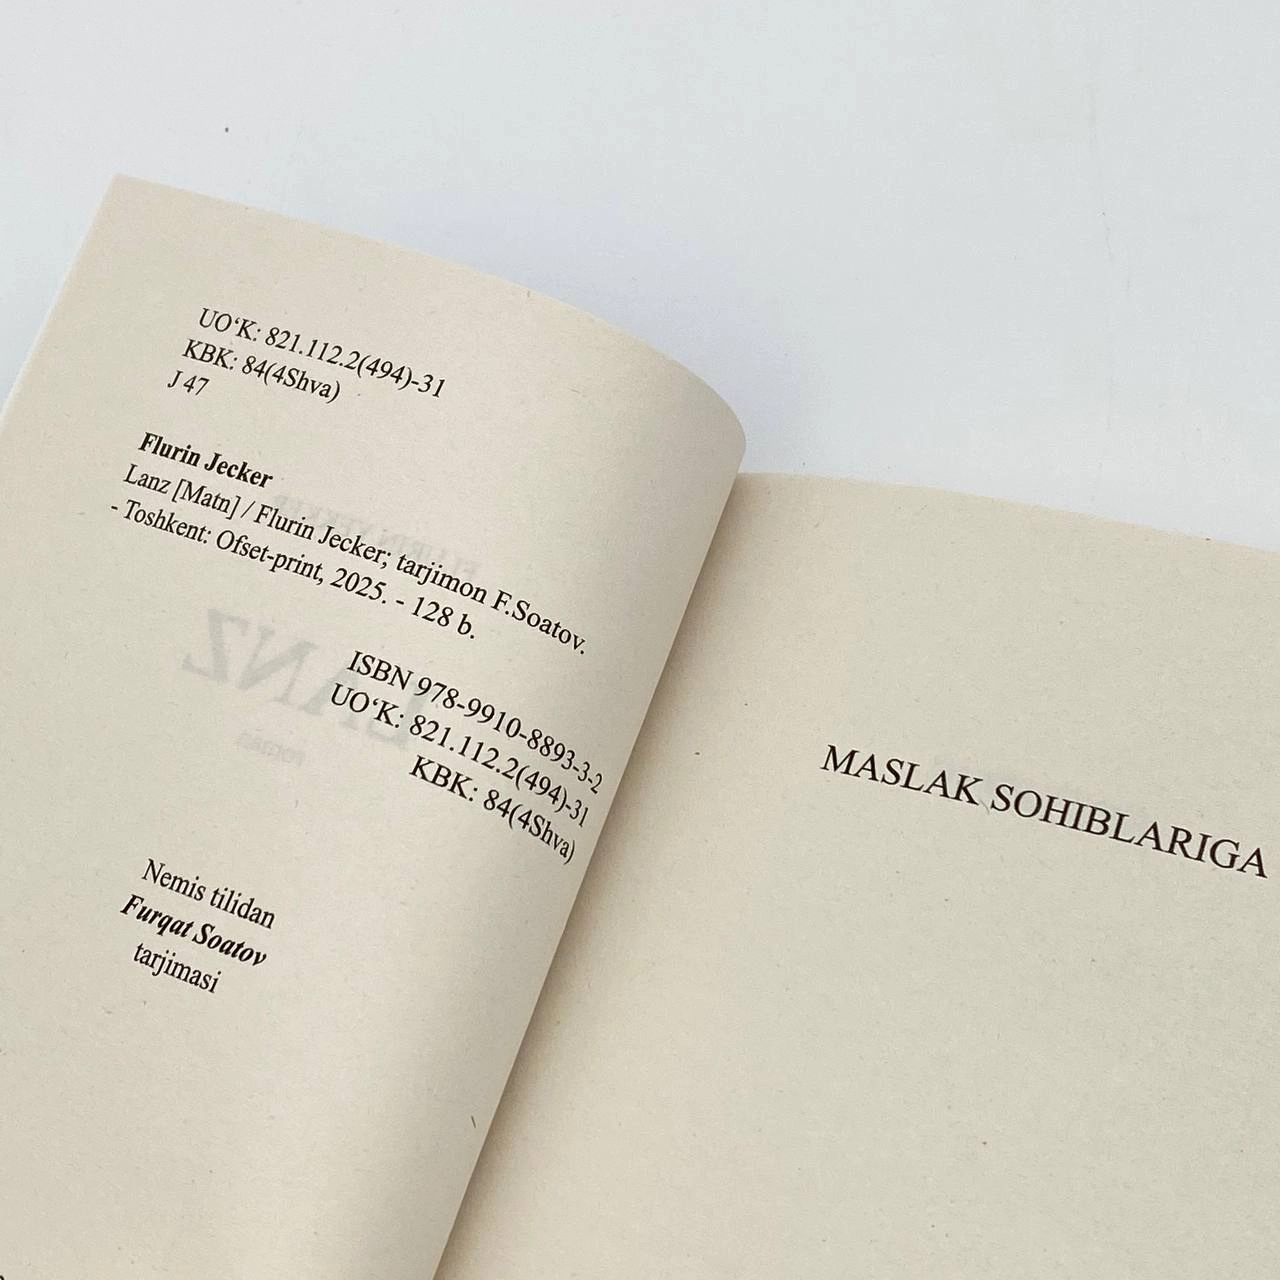 UO‘K: 821.112.2(494)-31
KBK: 84(4Shva)
J 47
Flurin Jecker
Lanz [Matn] / Flurin Jecker; tarjimon F.Soatov.
- Toshkent: Ofset-print, 2025. - 128 b.
ISBN 978-9910-8893-3-2
UO‘K: 821.112.2(494)-31
KBK: 84(4Shva)
Nemis tilidan
Furqat Soatov
tarjimasi
MASLAK SOHIBLARIGA